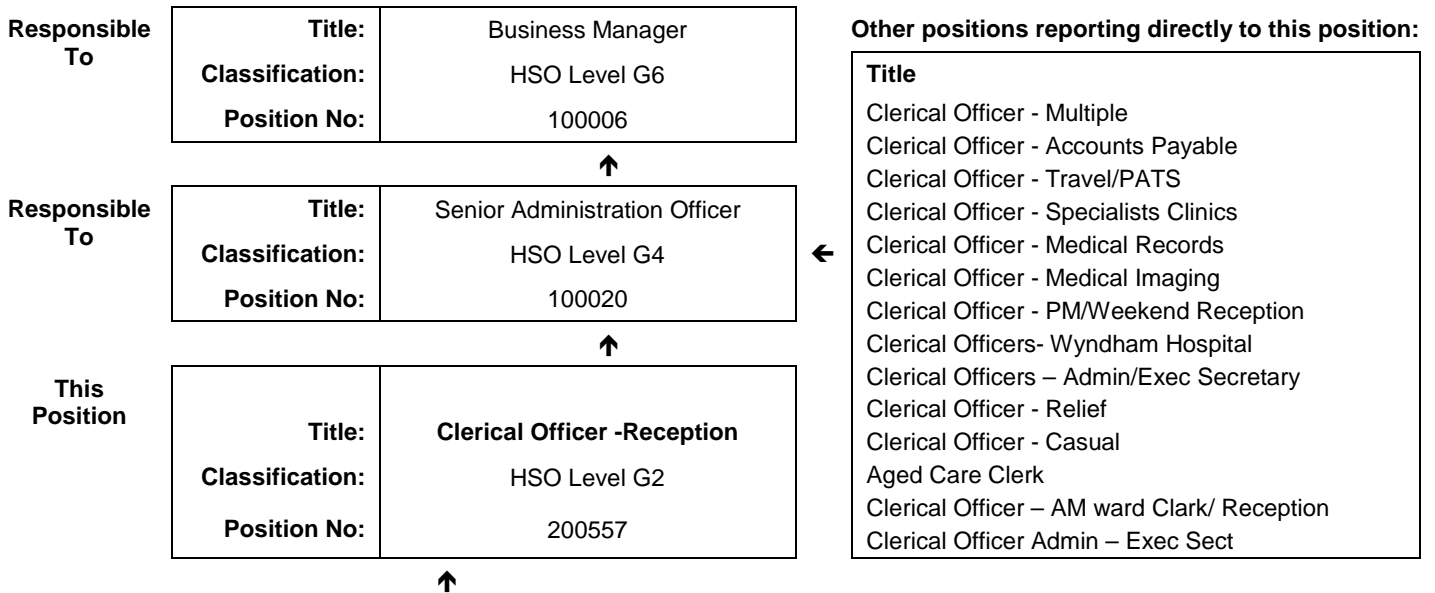 Responsible To
Title: Business Manager
Classification: HSO Level G6
Position No: 100006
🡹
Responsible To
Title: Senior Administration Officer
Classification: HSO Level G4
Position No: 100020
🡹
This Position
Title: Clerical Officer -Reception
Classification: HSO Level G2
Position No: 200557
🡹
🡸
Other positions reporting directly to this position:
Title
Clerical Officer - Multiple
Clerical Officer - Accounts Payable
Clerical Officer - Travel/PATS
Clerical Officer - Specialists Clinics
Clerical Officer - Medical Records
Clerical Officer - Medical Imaging
Clerical Officer - PM/Weekend Reception
Clerical Officers- Wyndham Hospital
Clerical Officers – Admin/Exec Secretary
Clerical Officer - Relief
Clerical Officer - Casual
Aged Care Clerk
Clerical Officer – AM ward Clark/ Reception
Clerical Officer Admin – Exec Sect